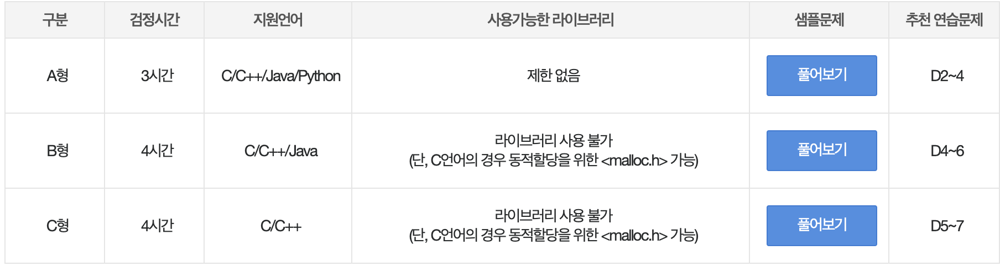 구분 검정시간 지원언어 사용가능한 라이브러리 샘플문제 추천 연습문제
A형 3시간 C/C++/Java/Python 제한 없음 풀어보기 D2~4
B형 4시간 C/C++/Java 라이브러리 사용 불가 풀어보기 D4~6
(단, C언어의 경우 동적할당을 위한 <malloc.h> 가능)
C형 4시간 C/C++ 라이브러리 사용 불가 풀어보기 D5~7
(단, C언어의 경우 동적할당을 위한 <malloc.h> 가능)